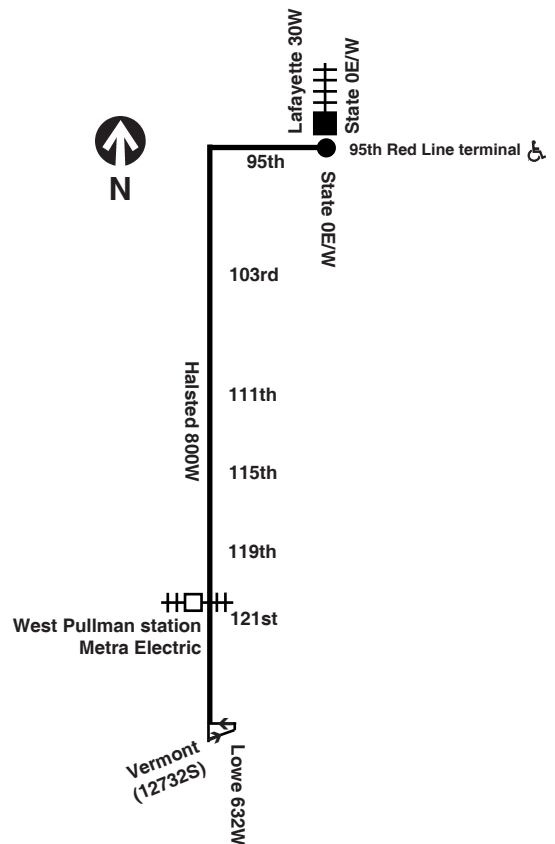 Lafayette 30W
State 0E/W
N
95th
95th Red Line terminal
State 0E/W
103rd
Halsted 800W
111th
115th
119th
121st
West Pullman station
Metra Electric
Vermont
(12732S)
Lowe 632W